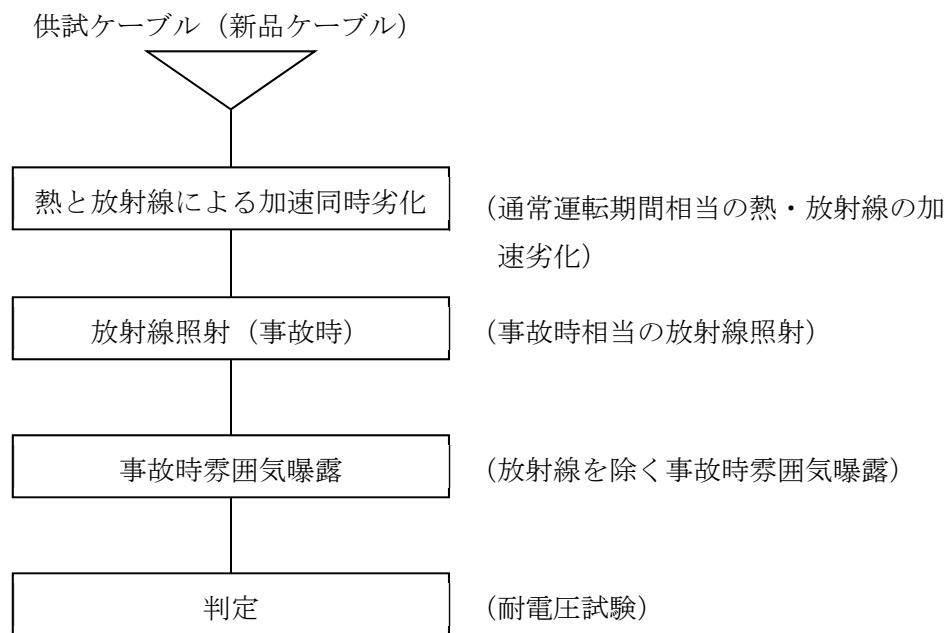 供試ケーブル（新品ケーブル）
熱と放射線による加速同時劣化
（通常運転期間相当の熱・放射線の加
速劣化）
放射線照射（事故時）
（事故時相当の放射線照射）
事故時雰囲気曝露
（放射線を除く事故時雰囲気曝露）
判定
（耐電圧試験）